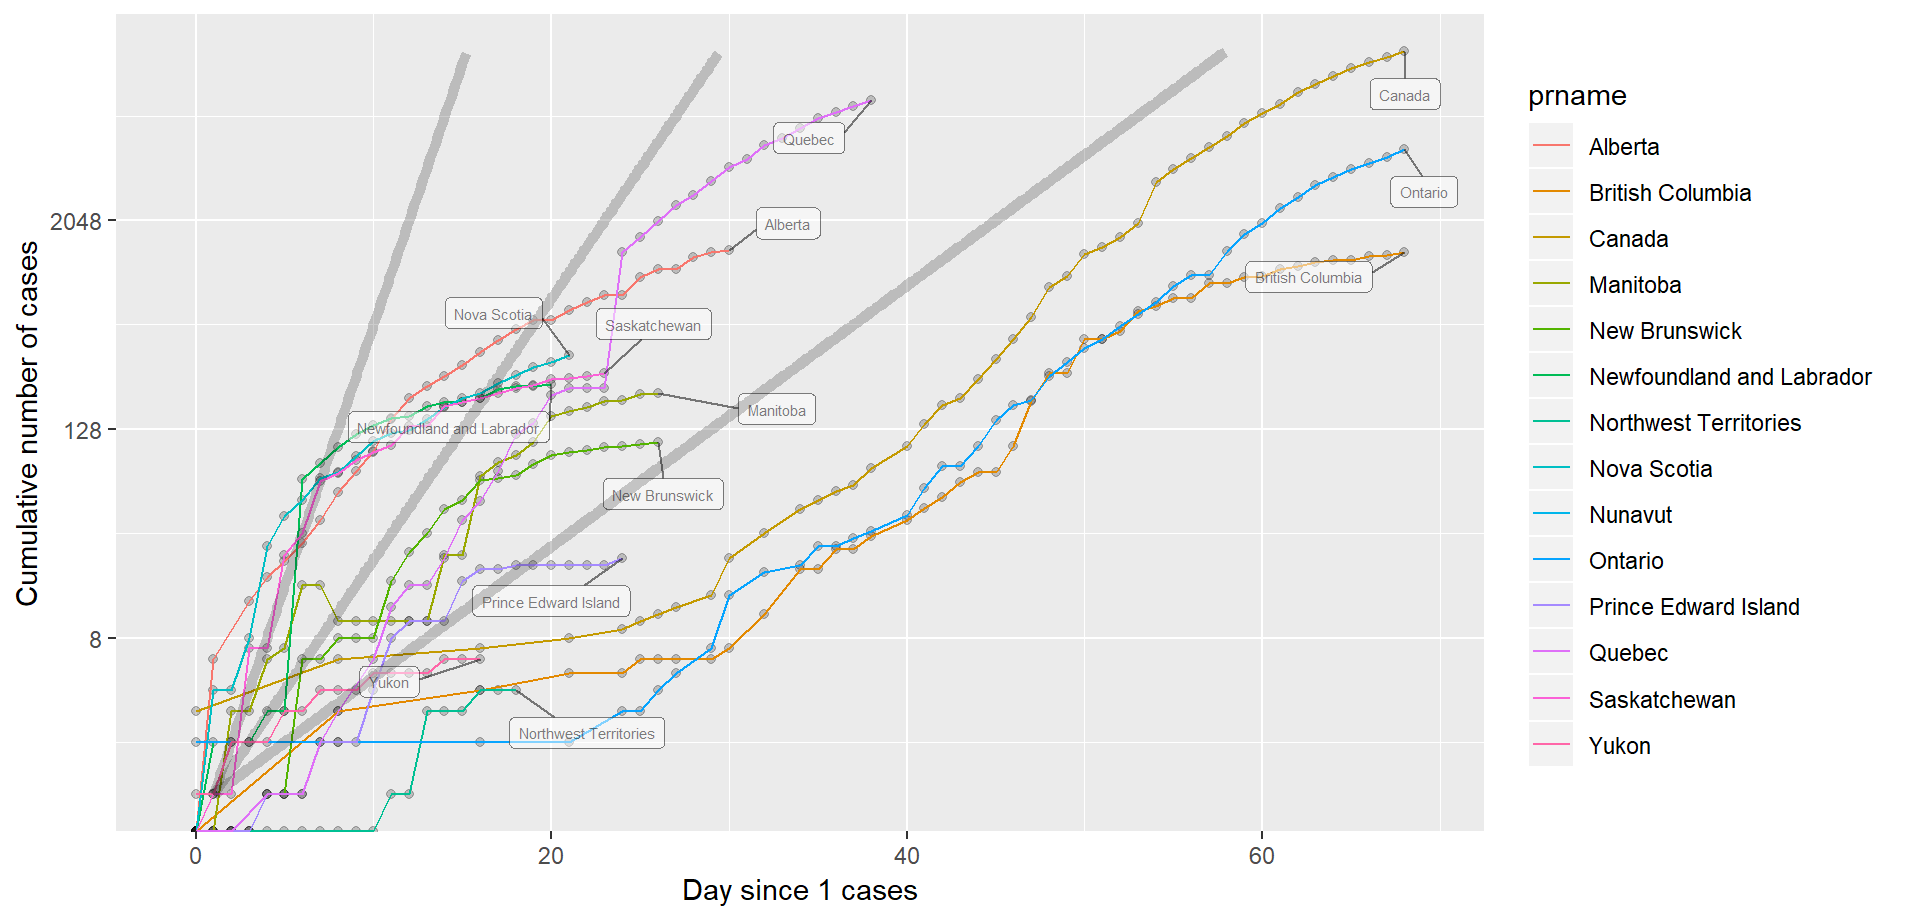 Cumulative number of cases
2048
128
8
0
20
40
60
Day since 1 cases
Canada
Quebec
Ontario
Alberta
British Columbia
Nova Scotia
Saskatchewan
Manitoba
Newfoundland and Labrador
New Brunswick
Prince Edward Island
Yukon
Northwest Territories
prname
Alberta
British Columbia
Canada
Manitoba
New Brunswick
Newfoundland and Labrador
Northwest Territories
Nova Scotia
Nunavut
Ontario
Prince Edward Island
Quebec
Saskatchewan
Yukon